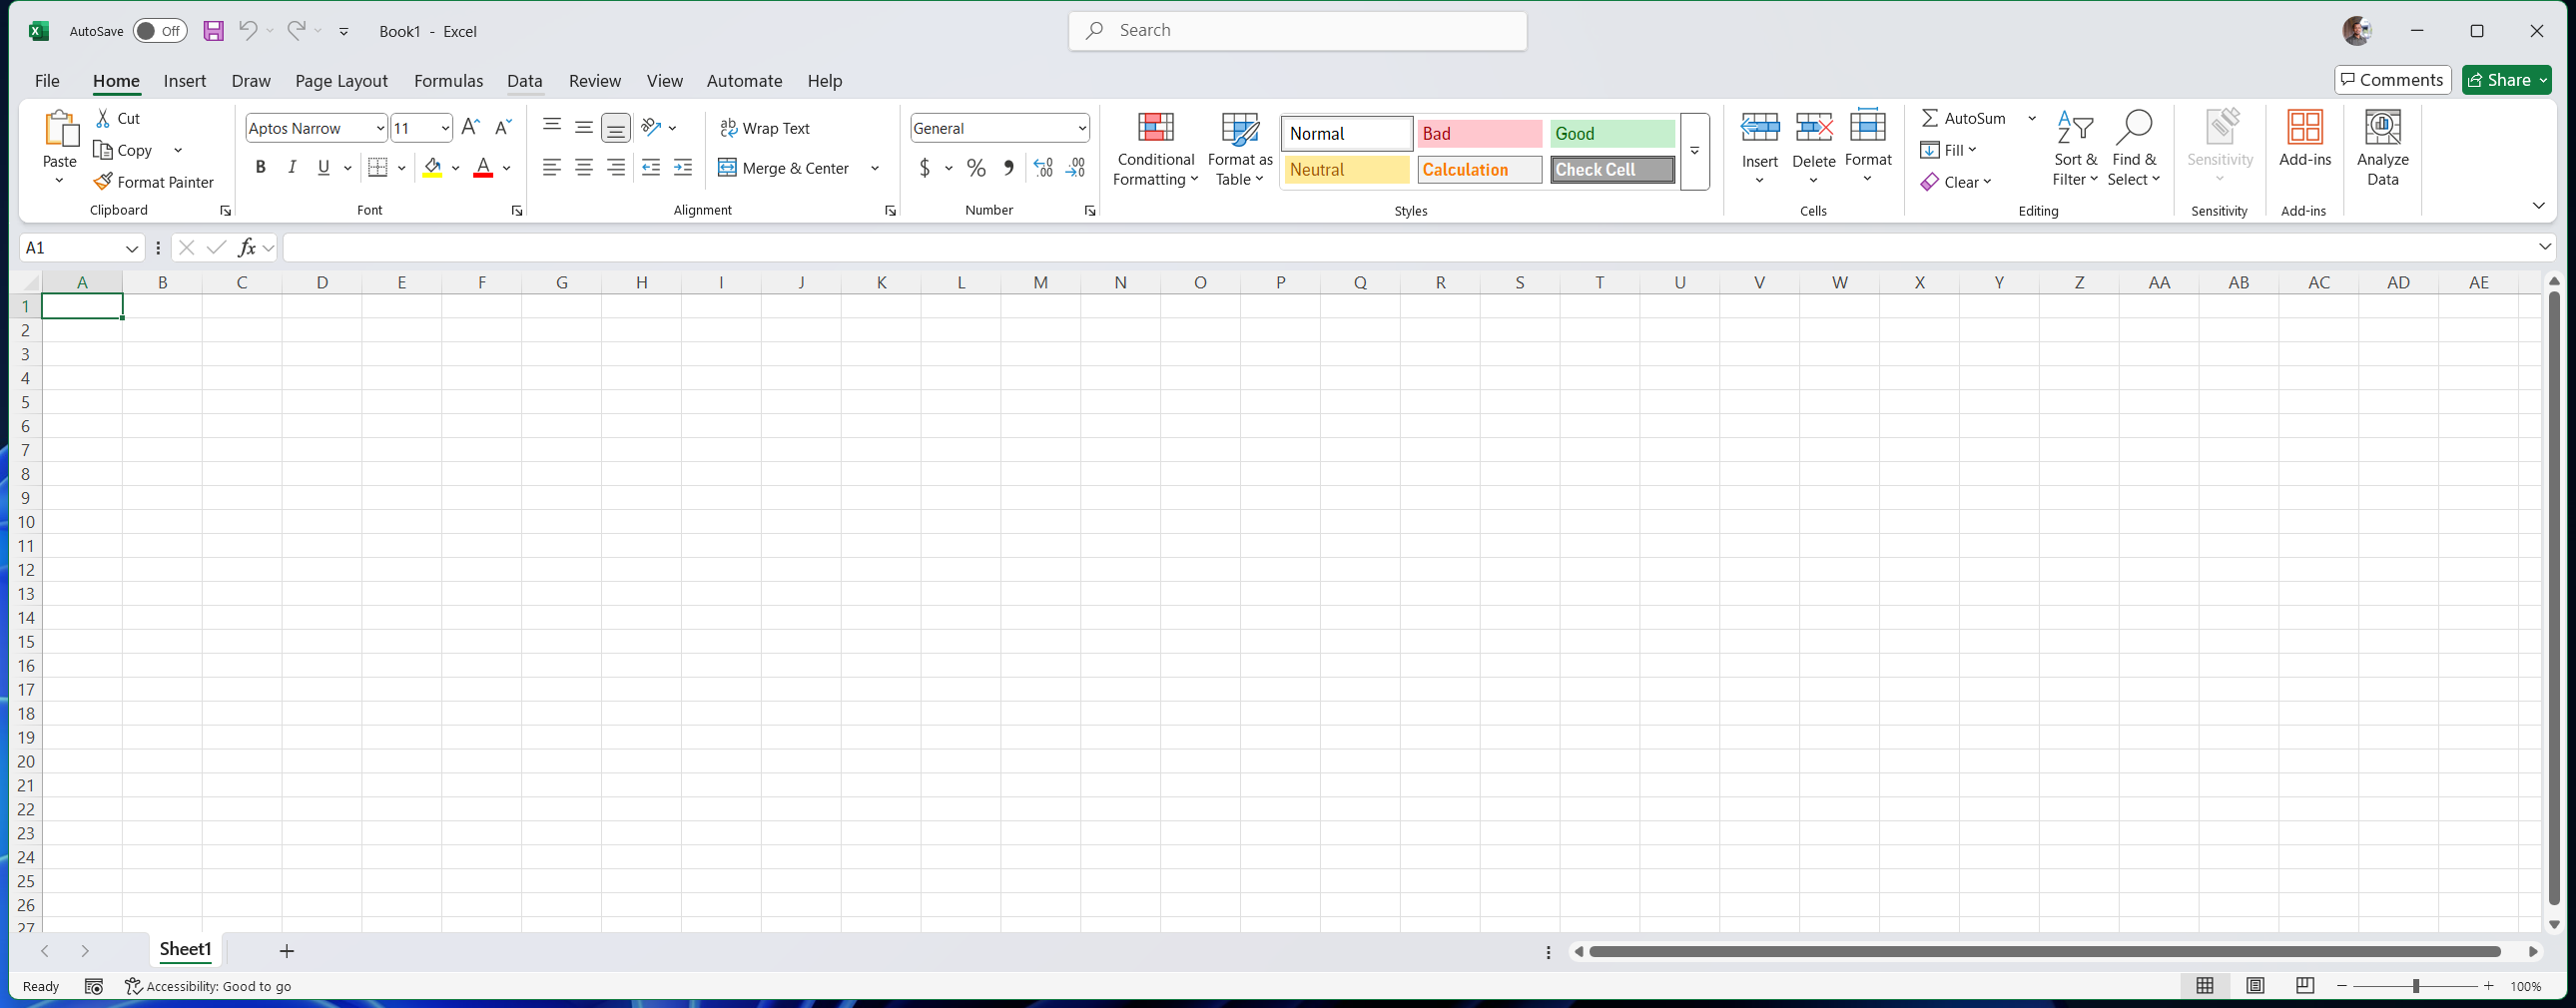 AutoSave Off Book1 - Excel Search
File Home Insert Draw Page Layout Formulas Data Review View Automate Help Comments Share
Paste
Cut
Copy
Format Painter
Clipboard
Aptos Narrow 11
B I U A
Font
Wrap Text
Merge & Center
Alignment
General
$ % 9
Number
Conditional
Formatting
Format as
Table
Normal Bad Good
Neutral Calculation Check Cell
Styles
Insert Delete Format
Cells
AutoSum
Fill
Clear
Sort &
Filter
Find &
Select
Editing
Sensitivity
Sensitivity
Add-ins
Add-ins
Analyze
Data
A1 fx
A B C D E F G H I J K L M N O P Q R S T U V W X Y Z AA AB AC AD AE
1
2
3
4
5
6
7
8
9
10
11
12
13
14
15
16
17
18
19
20
21
22
23
24
25
26
27
Sheet1
Ready Accessibility: Good to go 100%